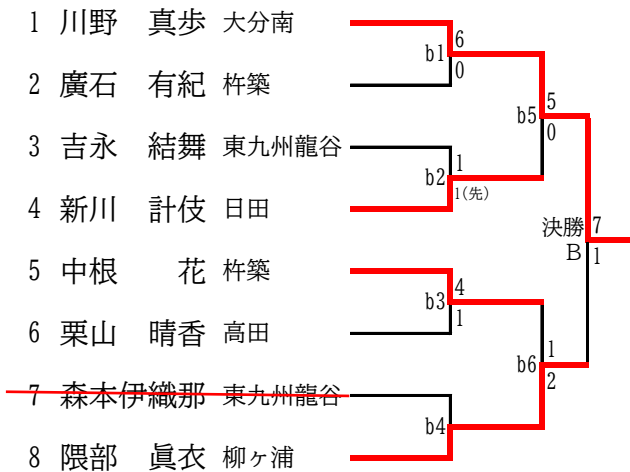 1 川野 真歩 大分南
2 廣石 有紀 杵築
3 吉永 結舞 東九州龍谷
4 新川 計伎 日田
5 中根 花 杵築
6 栗山 晴香 高田
7 森本伊織那 東九州龍谷
8 隈部 眞衣 柳ヶ浦
b1 6
0
b2 1
1(先)
b3 4
1
b4
b5 5
0
b6 1
2
決勝 7
B 1